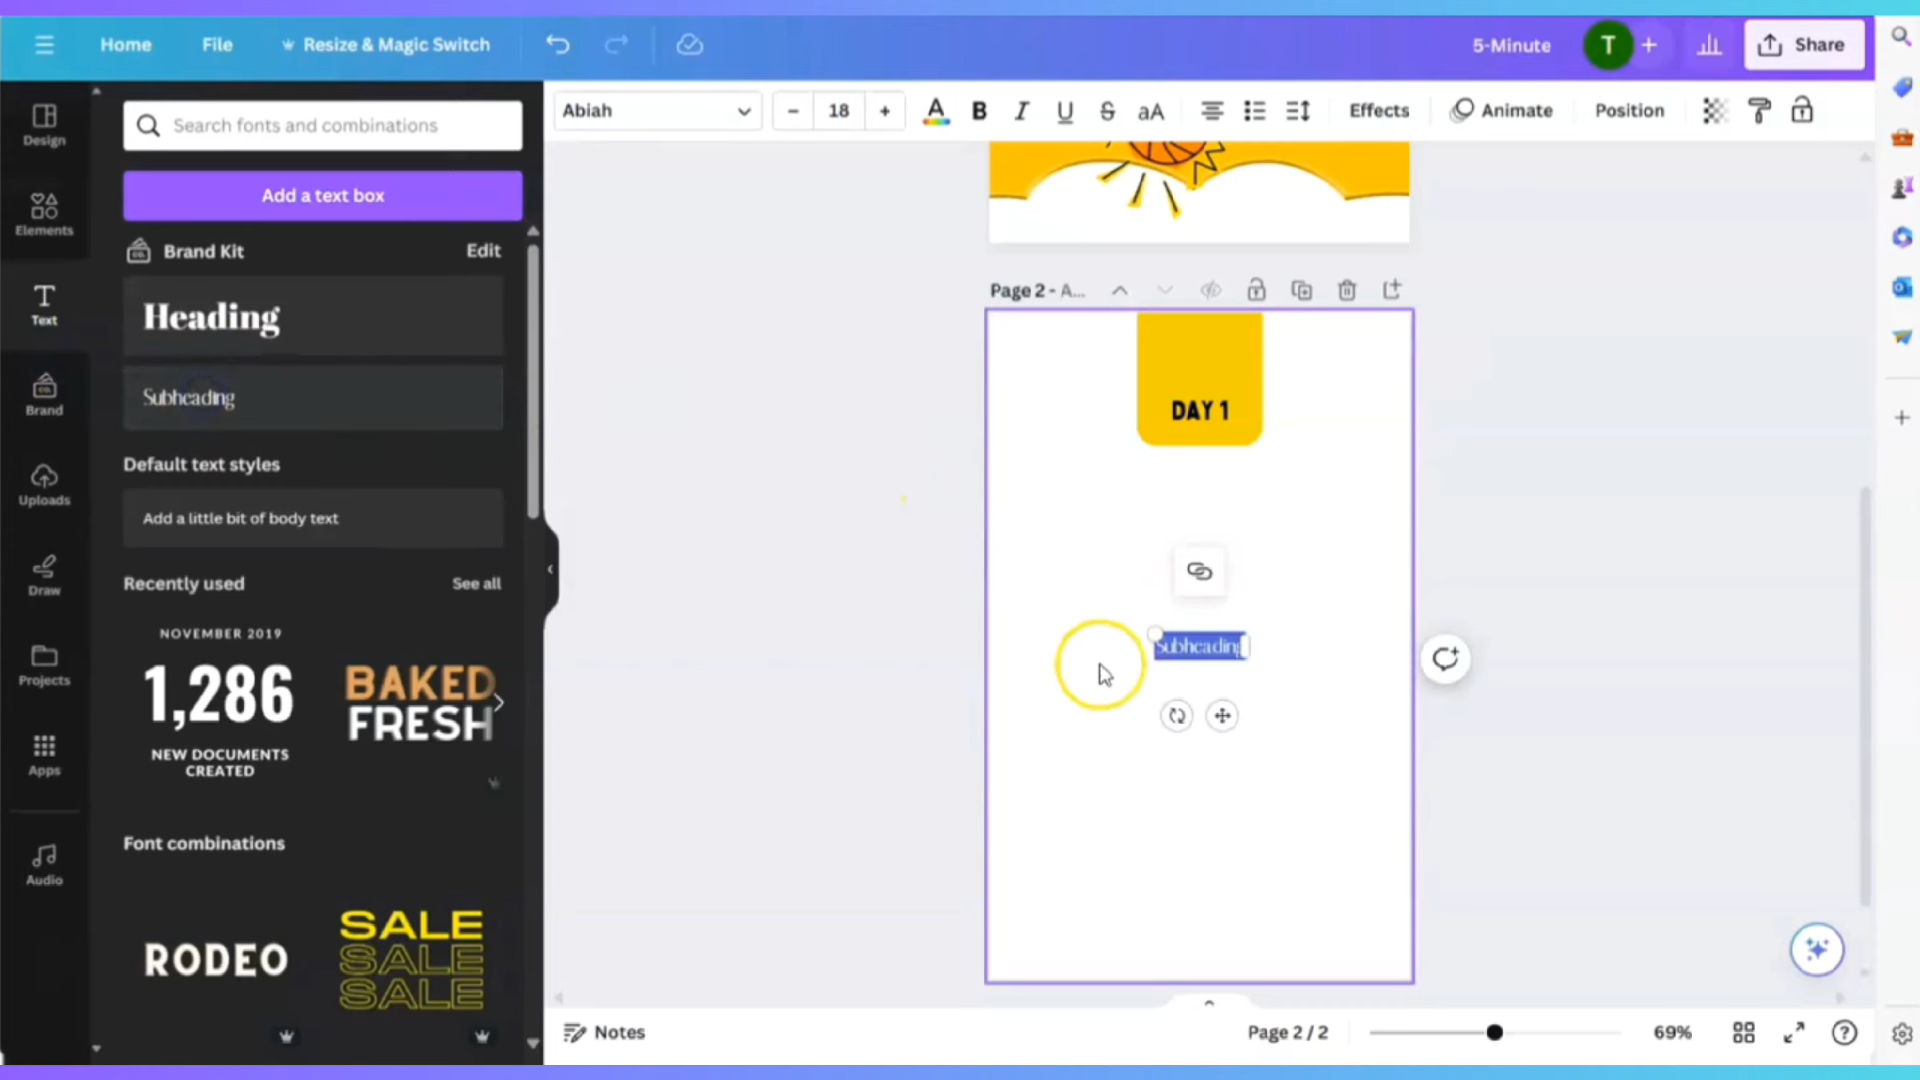 Home File Resize & Magic Switch 5-Minute T Share
Design
Elements
Text
Brand
Uploads
Draw
Projects
Apps
Audio
Search fonts and combinations
Add a text box
Brand Kit Edit
Heading
Subheading
Default text styles
Add a little bit of body text
Recently used See all
NOVEMBER 2019
1,286
NEW DOCUMENTS
CREATED
BAKED
FRESH
Font combinations
RODEO
SALE
SALE
SALE
Abiah 18 A B I U S aA Effects Animate Position
Page 2 - A...
DAY 1
Subheading
Notes Page 2 / 2 69%